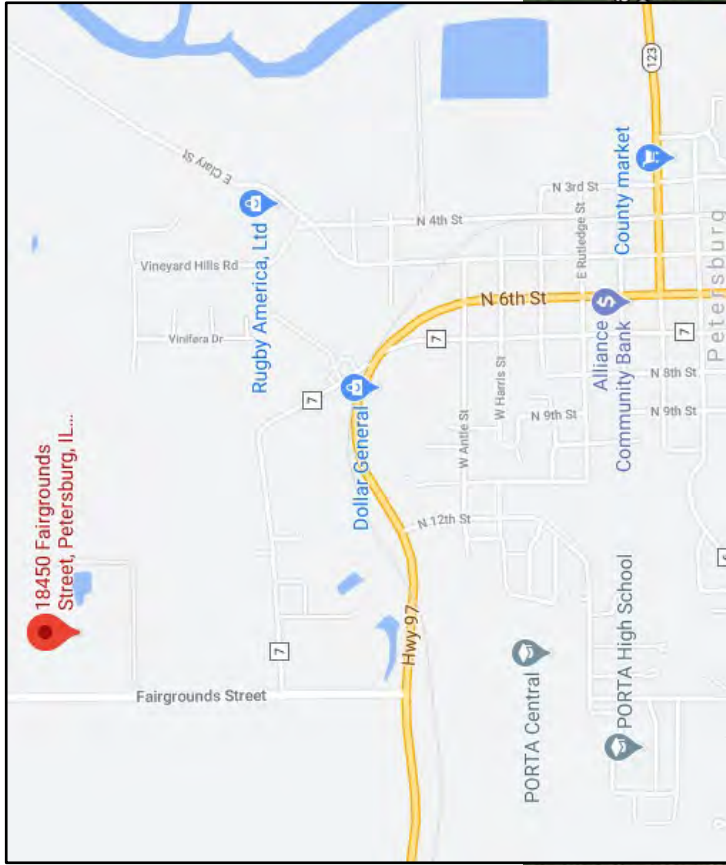 18450 Fairgrounds
Street, Petersburg, IL...
E Clary St
Rugby America, Ltd
Vineyard Hills Rd
Vinifera Dr
7
7
Fairgrounds Street
Dollar General
Hwy 97
N 12th St
N 6th St
7
N 4th St
N 3rd St
E Rutledge St
W Antle St
W Harris St
N 9th St
123
County market
Alliance
Community Bank
7
N 8th St
N 9th St
Petersburg
PORTA Central
PORTA High School